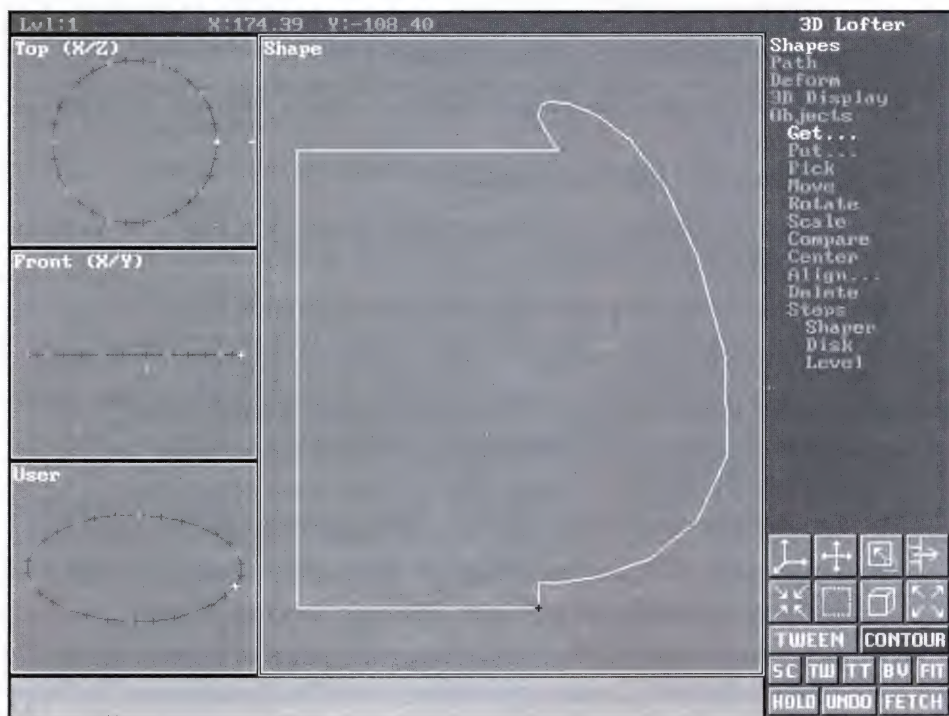 Lvl:1 X:174.39 Y:-108.40 3D Lofter
Top (X/Z)
Shape
Front (X/Y)
User
Shapes
Path
Deform
3D Display
Objects
Get...
Put...
Pick
Move
Rotate
Scale
Compare
Center
Align...
Delete
Steps
Shaper
Disk
Level
TWEEN CONTOUR
SC TW TT BV FIT
HOLD UNDO FETCH